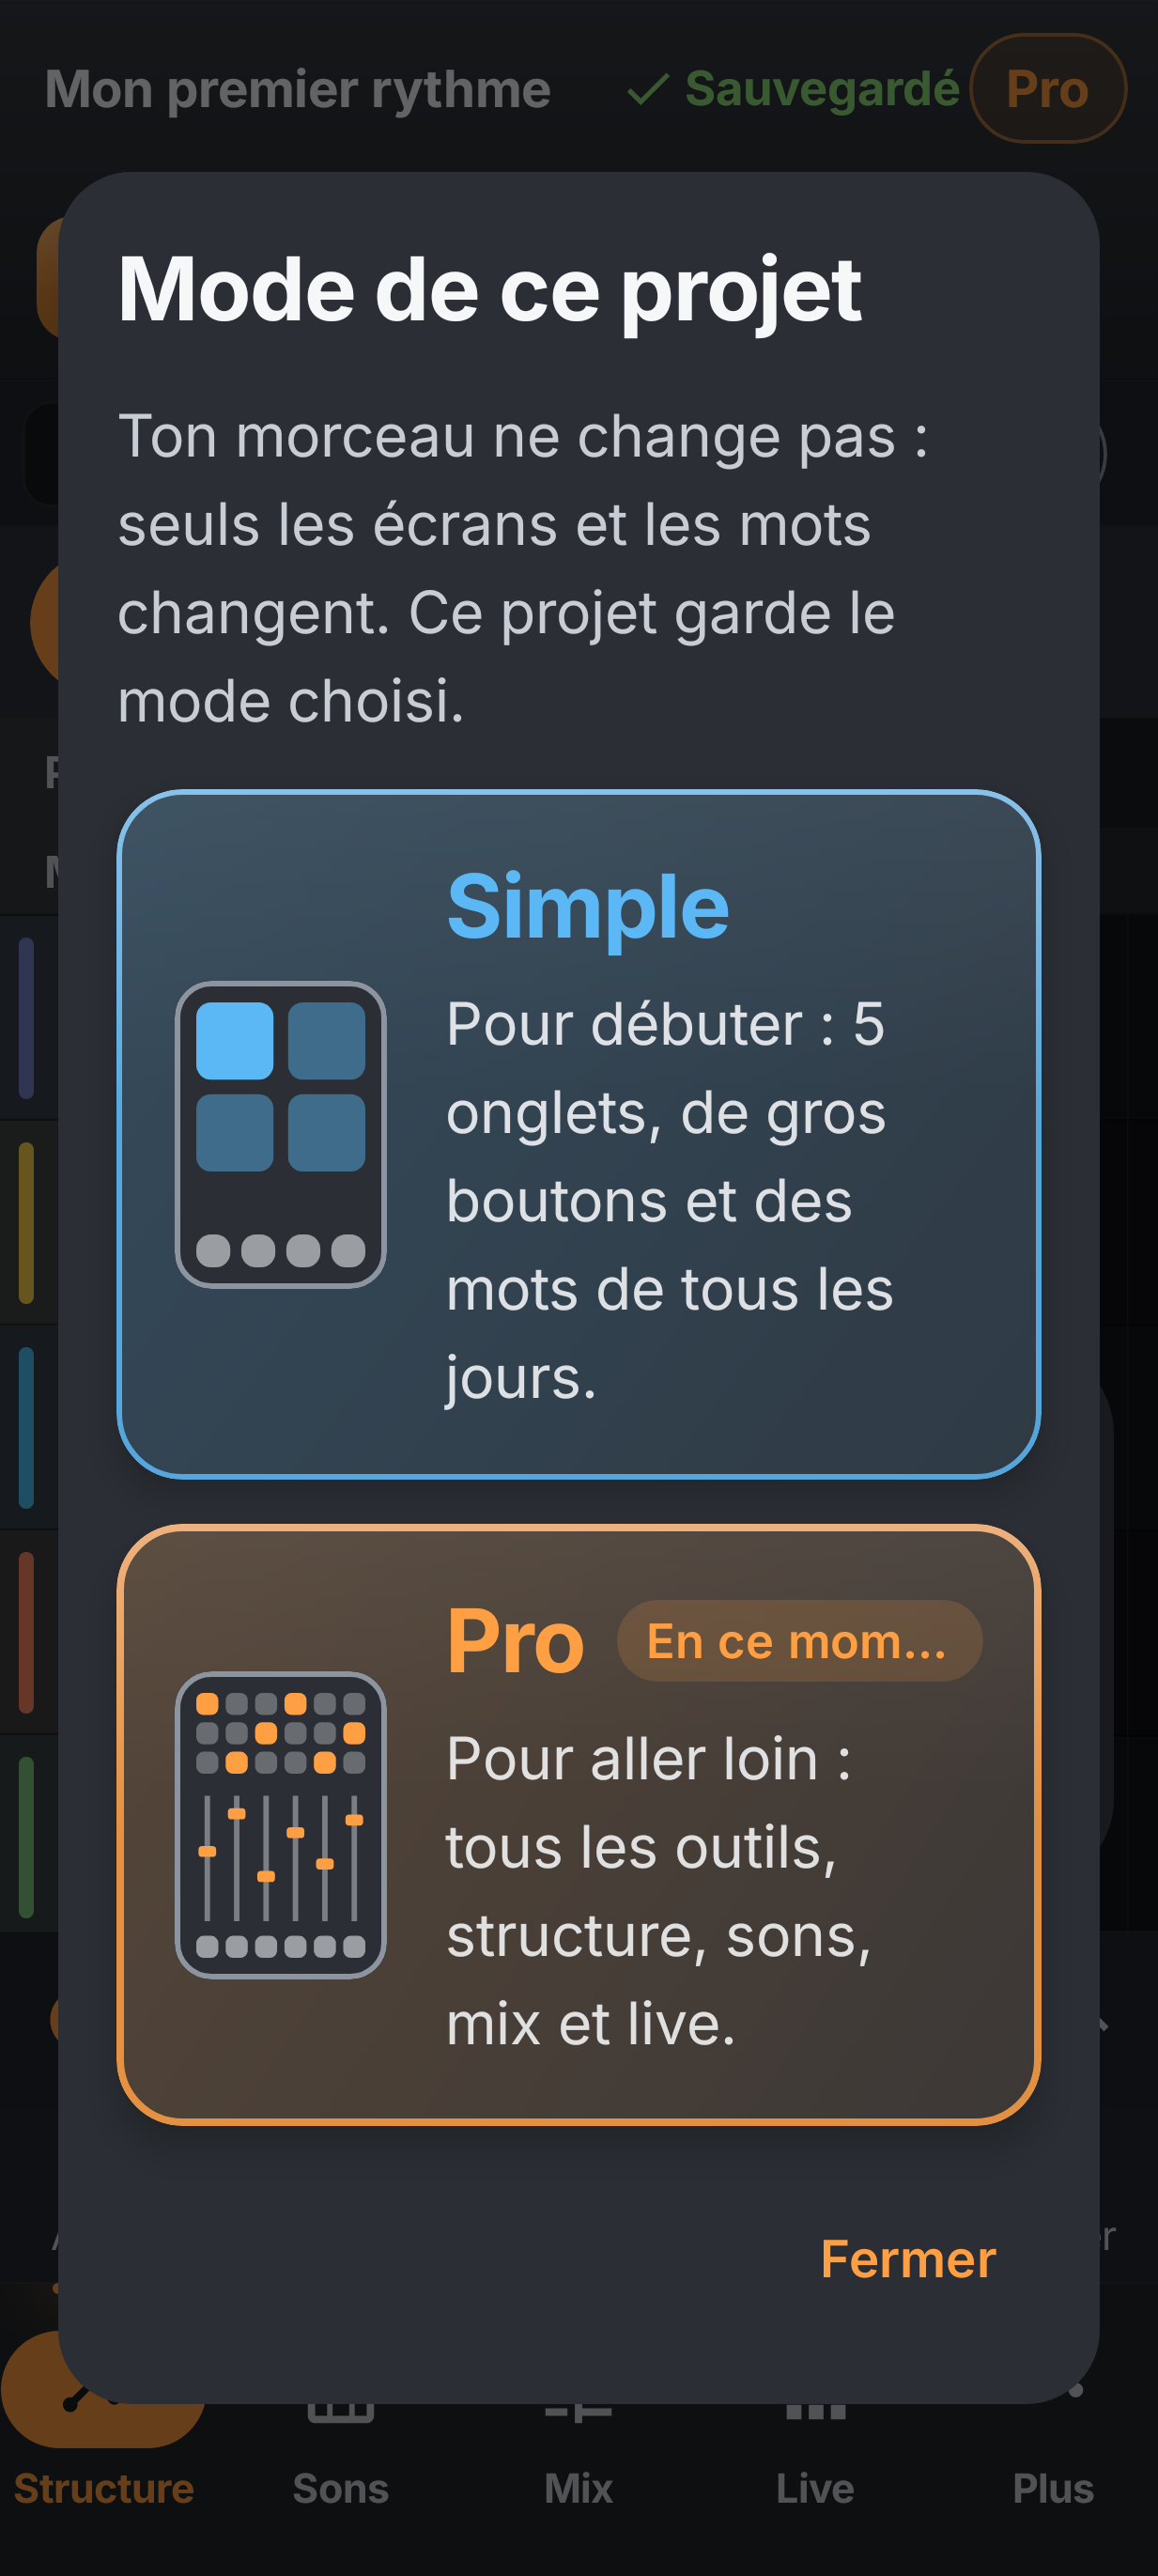 Mon premier rythme
Sauvegardé
Pro
Mode de ce projet
Ton morceau ne change pas :
seuls les écrans et les mots
changent. Ce projet garde le
mode choisi.
Simple
Pour débuter : 5
onglets, de gros
boutons et des
mots de tous les
jours.
Pro
En ce mom...
Pour aller loin :
tous les outils,
structure, sons,
mix et live.
Fermer
Structure
Sons
Mix
Live
Plus